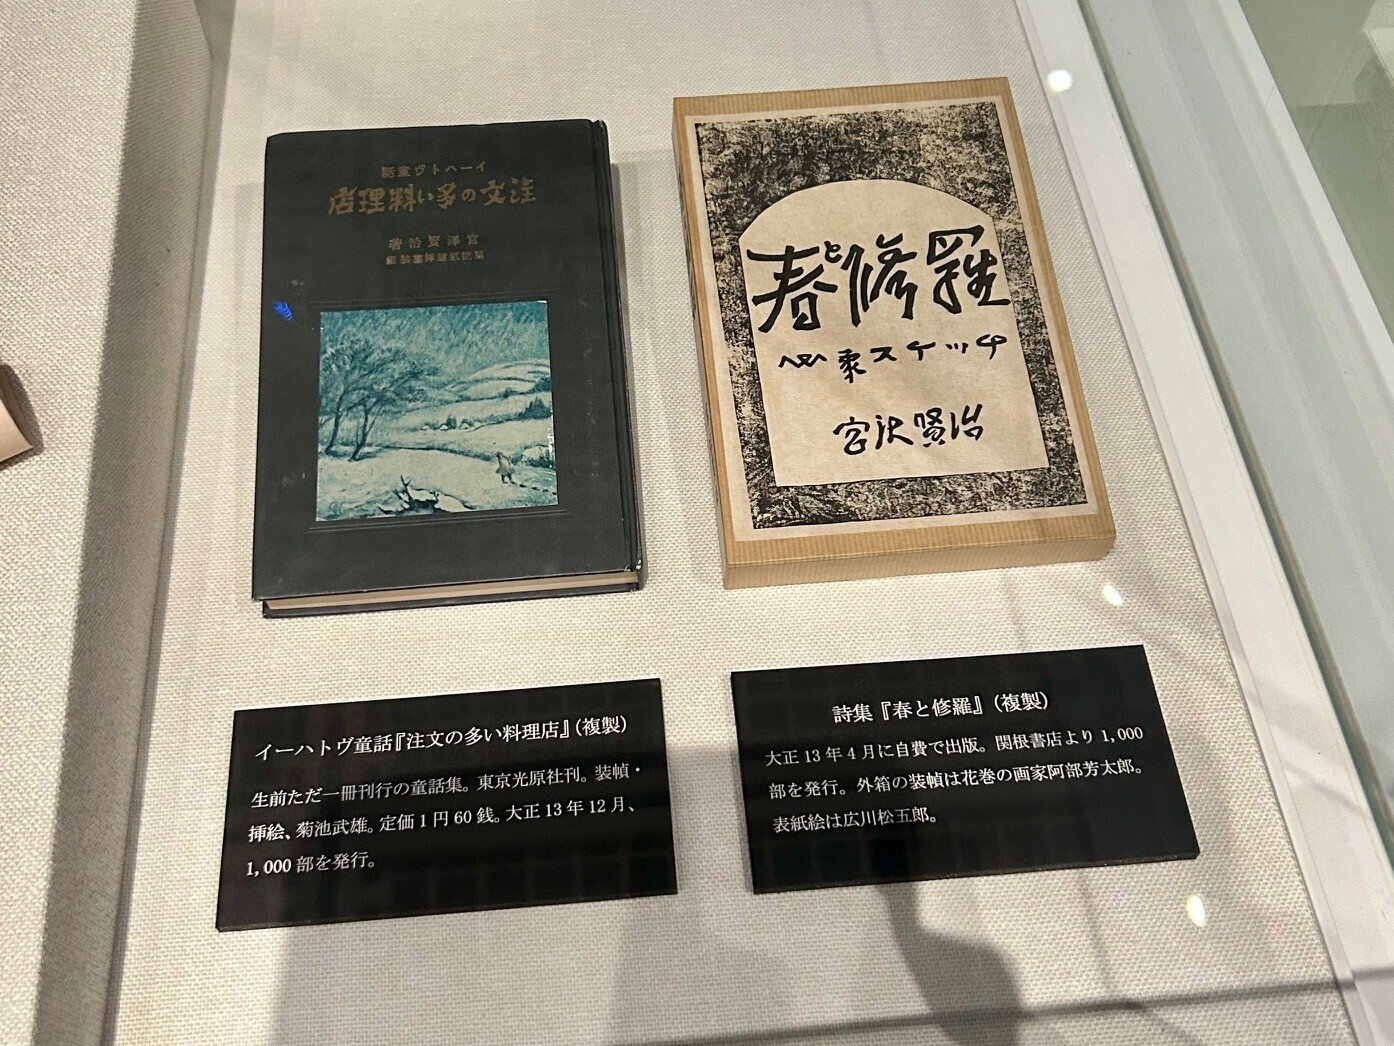 イーハトヴ童話
注文の多い料理店
宮澤賢治著
菊池武雄挿畫装幀
春と修羅
心象スケッチ
宮沢賢治
イーハトヴ童話『注文の多い料理店』(複製)
生前ただ一冊刊行の童話集。東京光原社刊。装幀・
挿絵、菊池武雄。定価1円60銭。大正13年12月、
1,000部を発行。
詩集『春と修羅』(複製)
大正13年4月に自費で出版。関根書店より1,000
部を発行。外箱の装幀は花巻の画家阿部芳太郎。
表紙絵は広川松五郎。